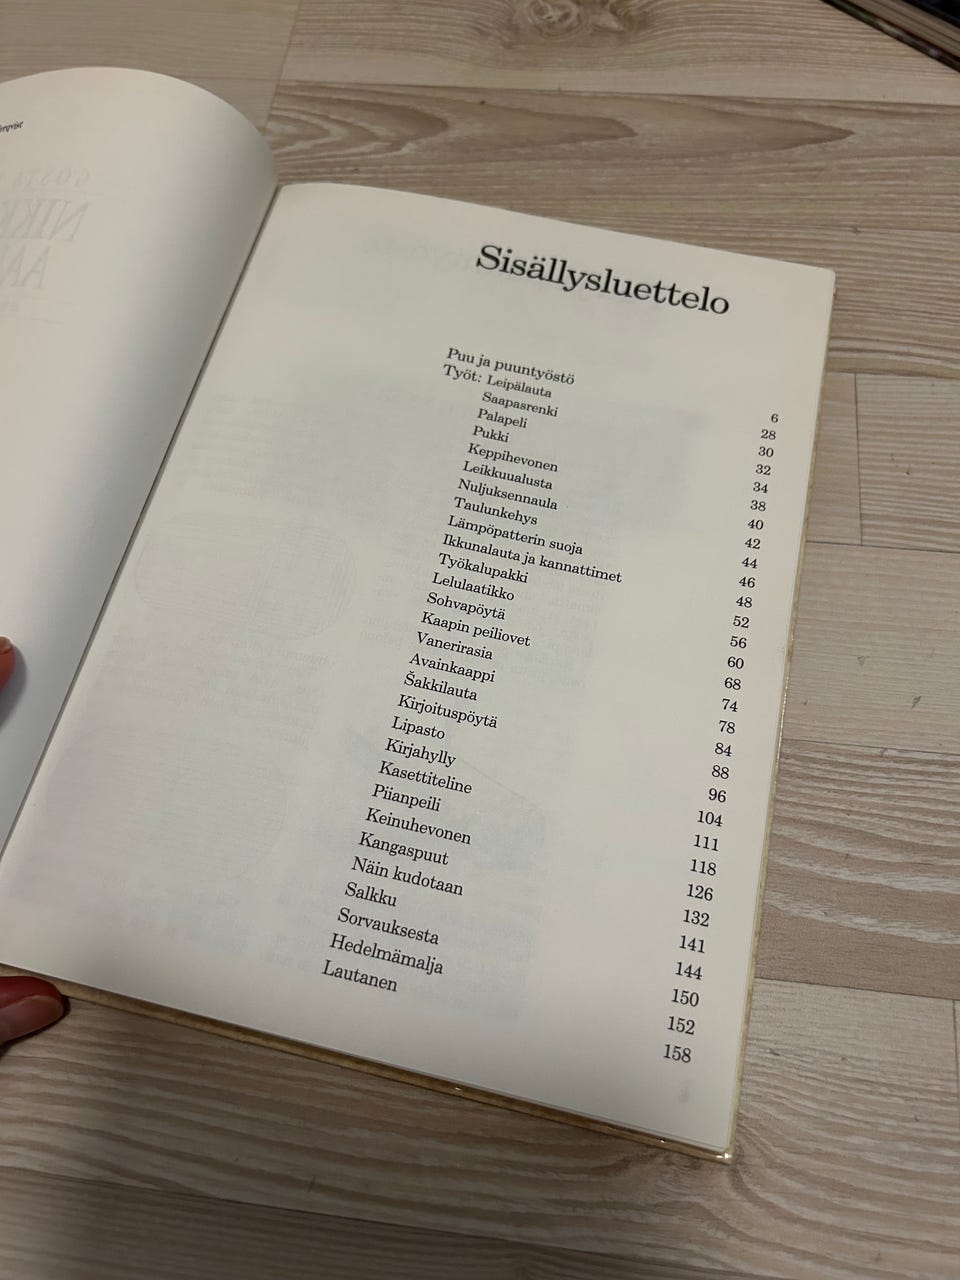 Sisällysluettelo
Puu ja puuntyöstö 6
Työt: Leipälauta 28
Saapasrenki 30
Palapeli 32
Pukki 34
Keppihevonen 38
Leikkuualusta 40
Nuljuksennaula 42
Taulunkehys 44
Lämpöpatterin suoja 46
Ikkunalauta ja kannattimet 48
Työkalupakki 52
Lelulaatikko 56
Sohvapöytä 60
Kaapin peiliovet 68
Vanerirasia 74
Avainkaappi 78
Šakkilauta 84
Kirjoituspöytä 88
Lipasto 96
Kirjahylly 104
Kasettiteline 111
Piianpeili 118
Keinuhevonen 126
Kangaspuut 132
Näin kudotaan 141
Salkku 144
Sorvauksesta 150
Hedelmämalja 152
Lautanen 158